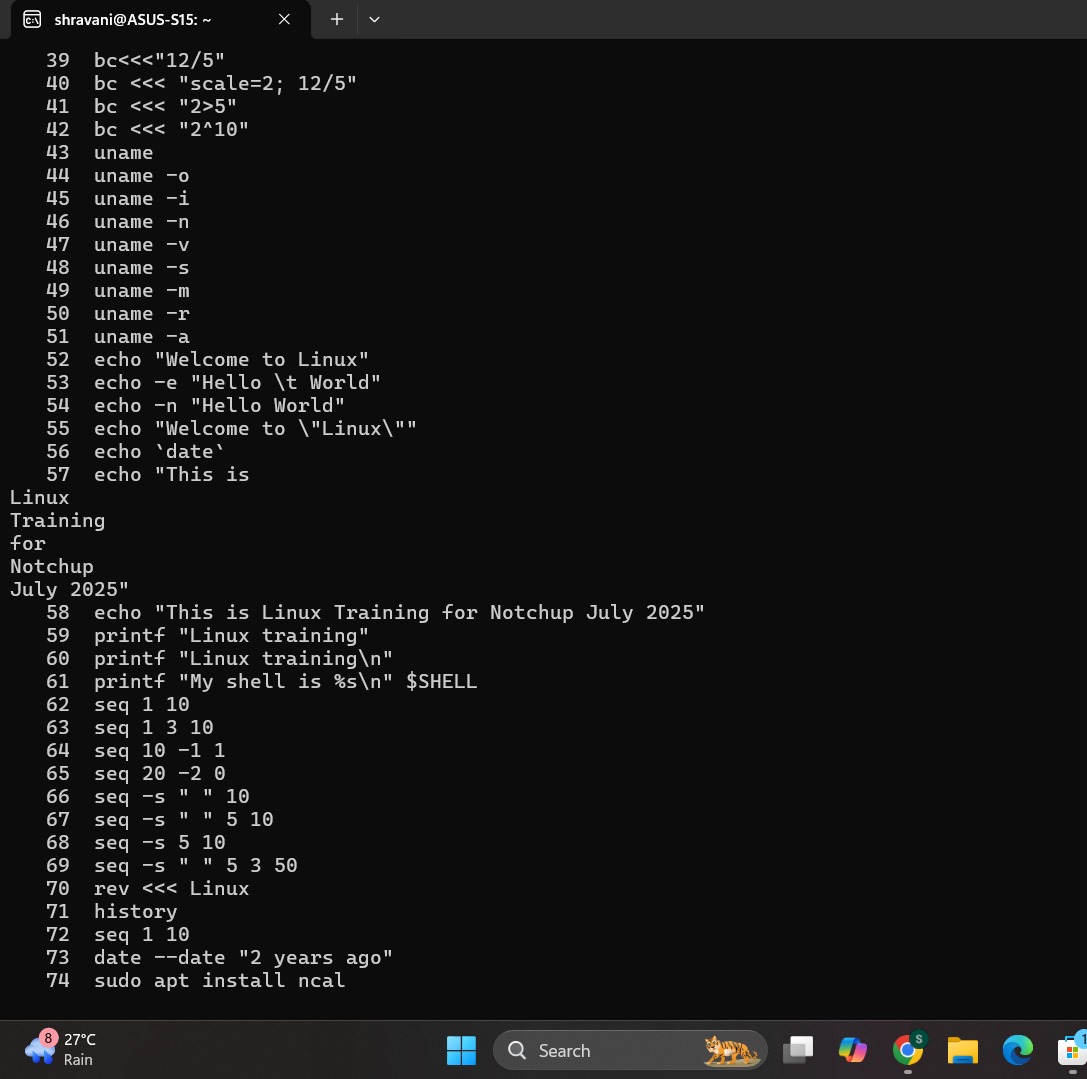 shravani@ASUS-S15: ~
39 bc<<<"12/5"
40 bc <<< "scale=2; 12/5"
41 bc <<< "2>5"
42 bc <<< "2^10"
43 uname
44 uname -o
45 uname -i
46 uname -n
47 uname -v
48 uname -s
49 uname -m
50 uname -r
51 uname -a
52 echo "Welcome to Linux"
53 echo -e "Hello \t World"
54 echo -n "Hello World"
55 echo "Welcome to \"Linux\""
56 echo `date`
57 echo "This is
Linux
Training
for
Notchup
July 2025"
58 echo "This is Linux Training for Notchup July 2025"
59 printf "Linux training"
60 printf "Linux training\n"
61 printf "My shell is %s\n" $SHELL
62 seq 1 10
63 seq 1 3 10
64 seq 10 -1 1
65 seq 20 -2 0
66 seq -s " " 10
67 seq -s " " 5 10
68 seq -s 5 10
69 seq -s " " 5 3 50
70 rev <<< Linux
71 history
72 seq 1 10
73 date --date "2 years ago"
74 sudo apt install ncal
8
27°C
Rain
Search
S
1